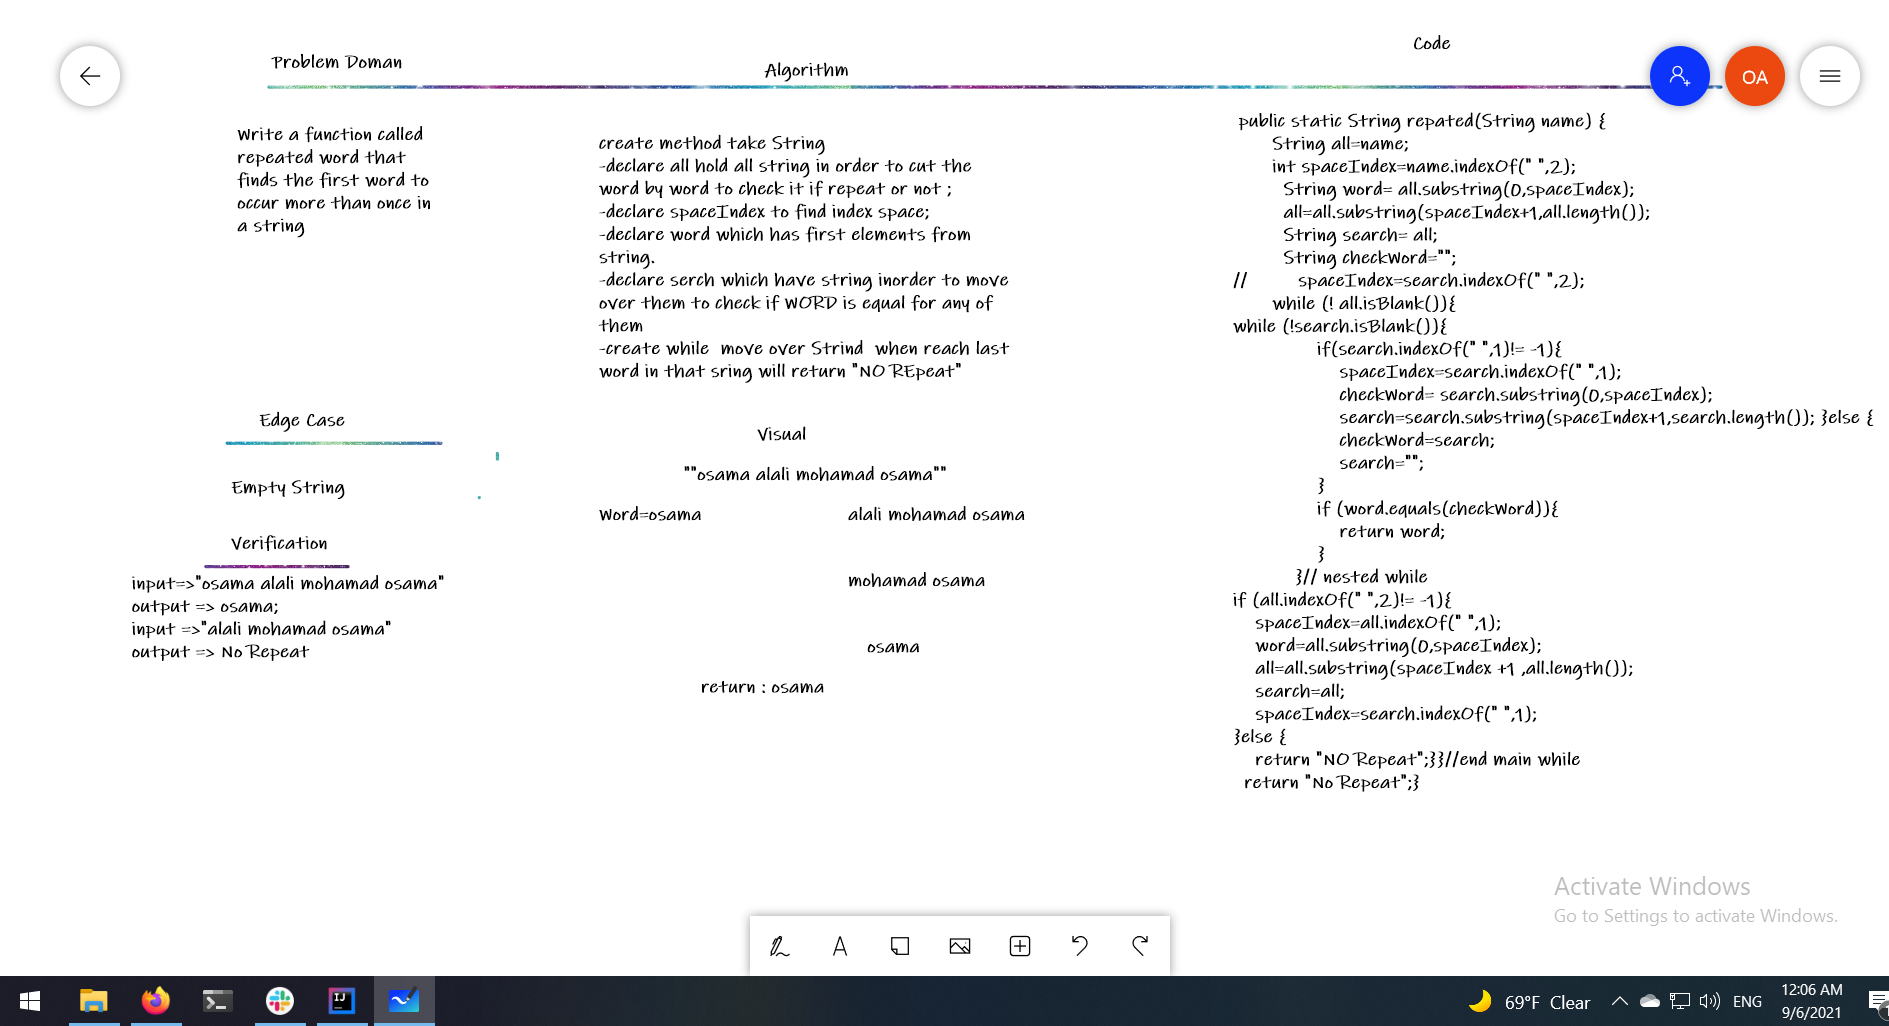 Problem Doman
Write a function called
repeated word that
finds the first word to
occur more than once in
a string
Edge Case
Empty String
Verification
input=>"osama alali mohamad osama"
output => osama;
input =>"alali mohamad osama"
output => No Repeat
Algorithm
create method take String
-declare all hold all string in order to cut the
word by word to check it if repeat or not ;
-declare spaceIndex to find index space;
-declare word which has first elements from
string.
-declare serch which have string inorder to move
over them to check if WORD is equal for any of
them
-create while  move over Strind  when reach last
word in that sring will return "NO REpeat"
Visual
""osama alali mohamad osama""
Word=osama
alali mohamad osama
mohamad osama
osama
return : osama
Code
OA
public static String repated(String name) {
String all=name;
int spaceIndex=name.indexOf(" ",2);
String word= all.substring(0,spaceIndex);
all=all.substring(spaceIndex+1,all.length());
String search= all;
String checkWord="";
//         spaceIndex=search.indexOf(" ",2);
while (! all.isBlank()){
while (!search.isBlank()){
if(search.indexOf(" ",1)!= -1){
spaceIndex=search.indexOf(" ",1);
checkWord= search.substring(0,spaceIndex);
search=search.substring(spaceIndex+1,search.length()); }else {
checkWord=search;
search="";
}
if (word.equals(checkWord)){
return word;
}
}// nested while
if (all.indexOf(" ",2)!= -1){
spaceIndex=all.indexOf(" ",1);
word=all.substring(0,spaceIndex);
all=all.substring(spaceIndex +1 ,all.length());
search=all;
spaceIndex=search.indexOf(" ",1);
}else {
return "NO Repeat";}}//end main while
return "No Repeat";}
Activate Windows
Go to Settings to activate Windows.
69°F Clear
ENG
12:06 AM
9/6/2021